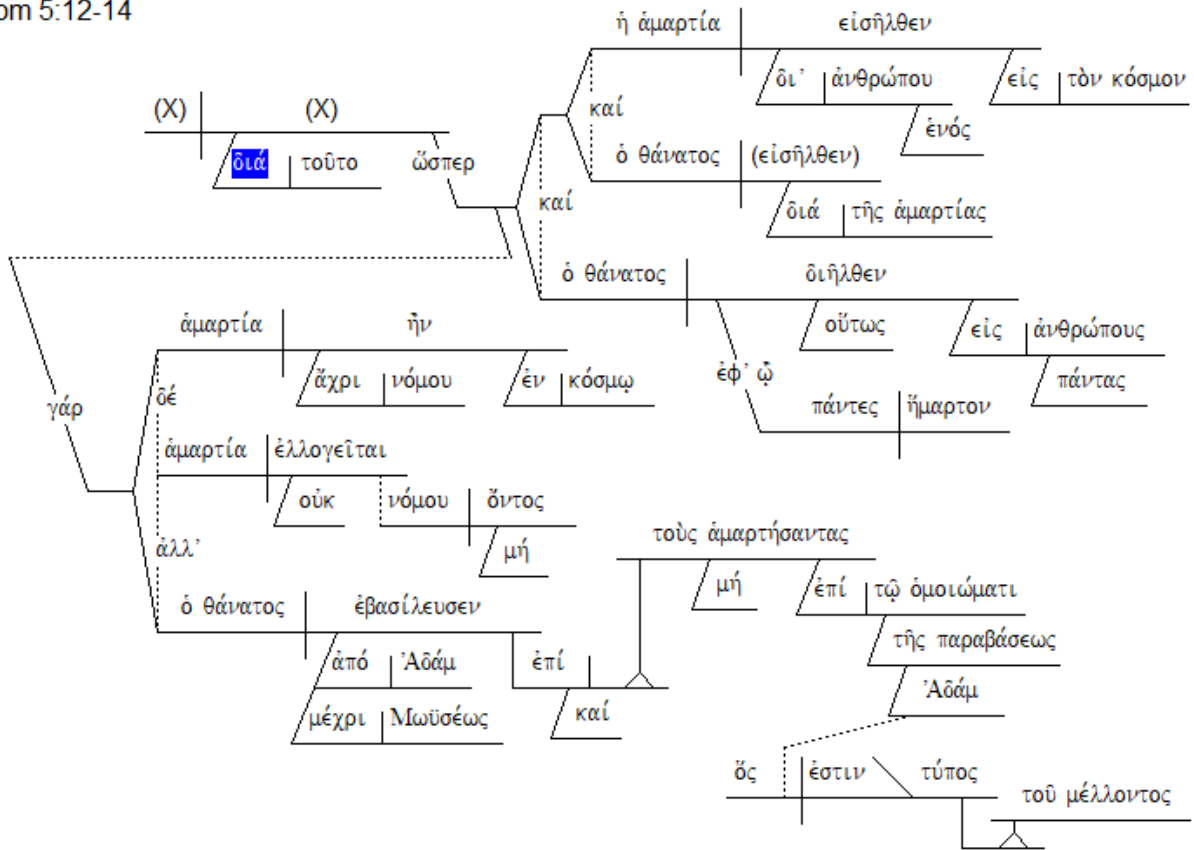 om 5:12-14
ἡ ἁμαρτία εἰσῆλθεν
δι’ ἀνθρώπου εἰς τὸν κόσμον
(X) (X) καί ἑνός
διά τοῦτο ὥσπερ ὁ θάνατος (εἰσῆλθεν)
καί διά τῆς ἁμαρτίας
ὁ θάνατος διῆλθεν
ἁμαρτία ἦν οὕτως εἰς ἀνθρώπους
ἄχρι νόμου ἐν κόσμῳ ἐφ’ ᾧ πάντας
γάρ δέ πάντες ἥμαρτον
ἁμαρτία ἐλλογεῖται
οὐκ νόμου ὄντος
ἀλλ’ μή τοὺς ἁμαρτήσαντας
ὁ θάνατος ἐβασίλευσεν μή ἐπί τῷ ὁμοιώματι
τῆς παραβάσεως
ἀπό Ἀδάμ ἐπί Ἀδάμ
μέχρι Μωϋσέως καί
ὅς ἐστιν τύπος
τοῦ μέλλοντος